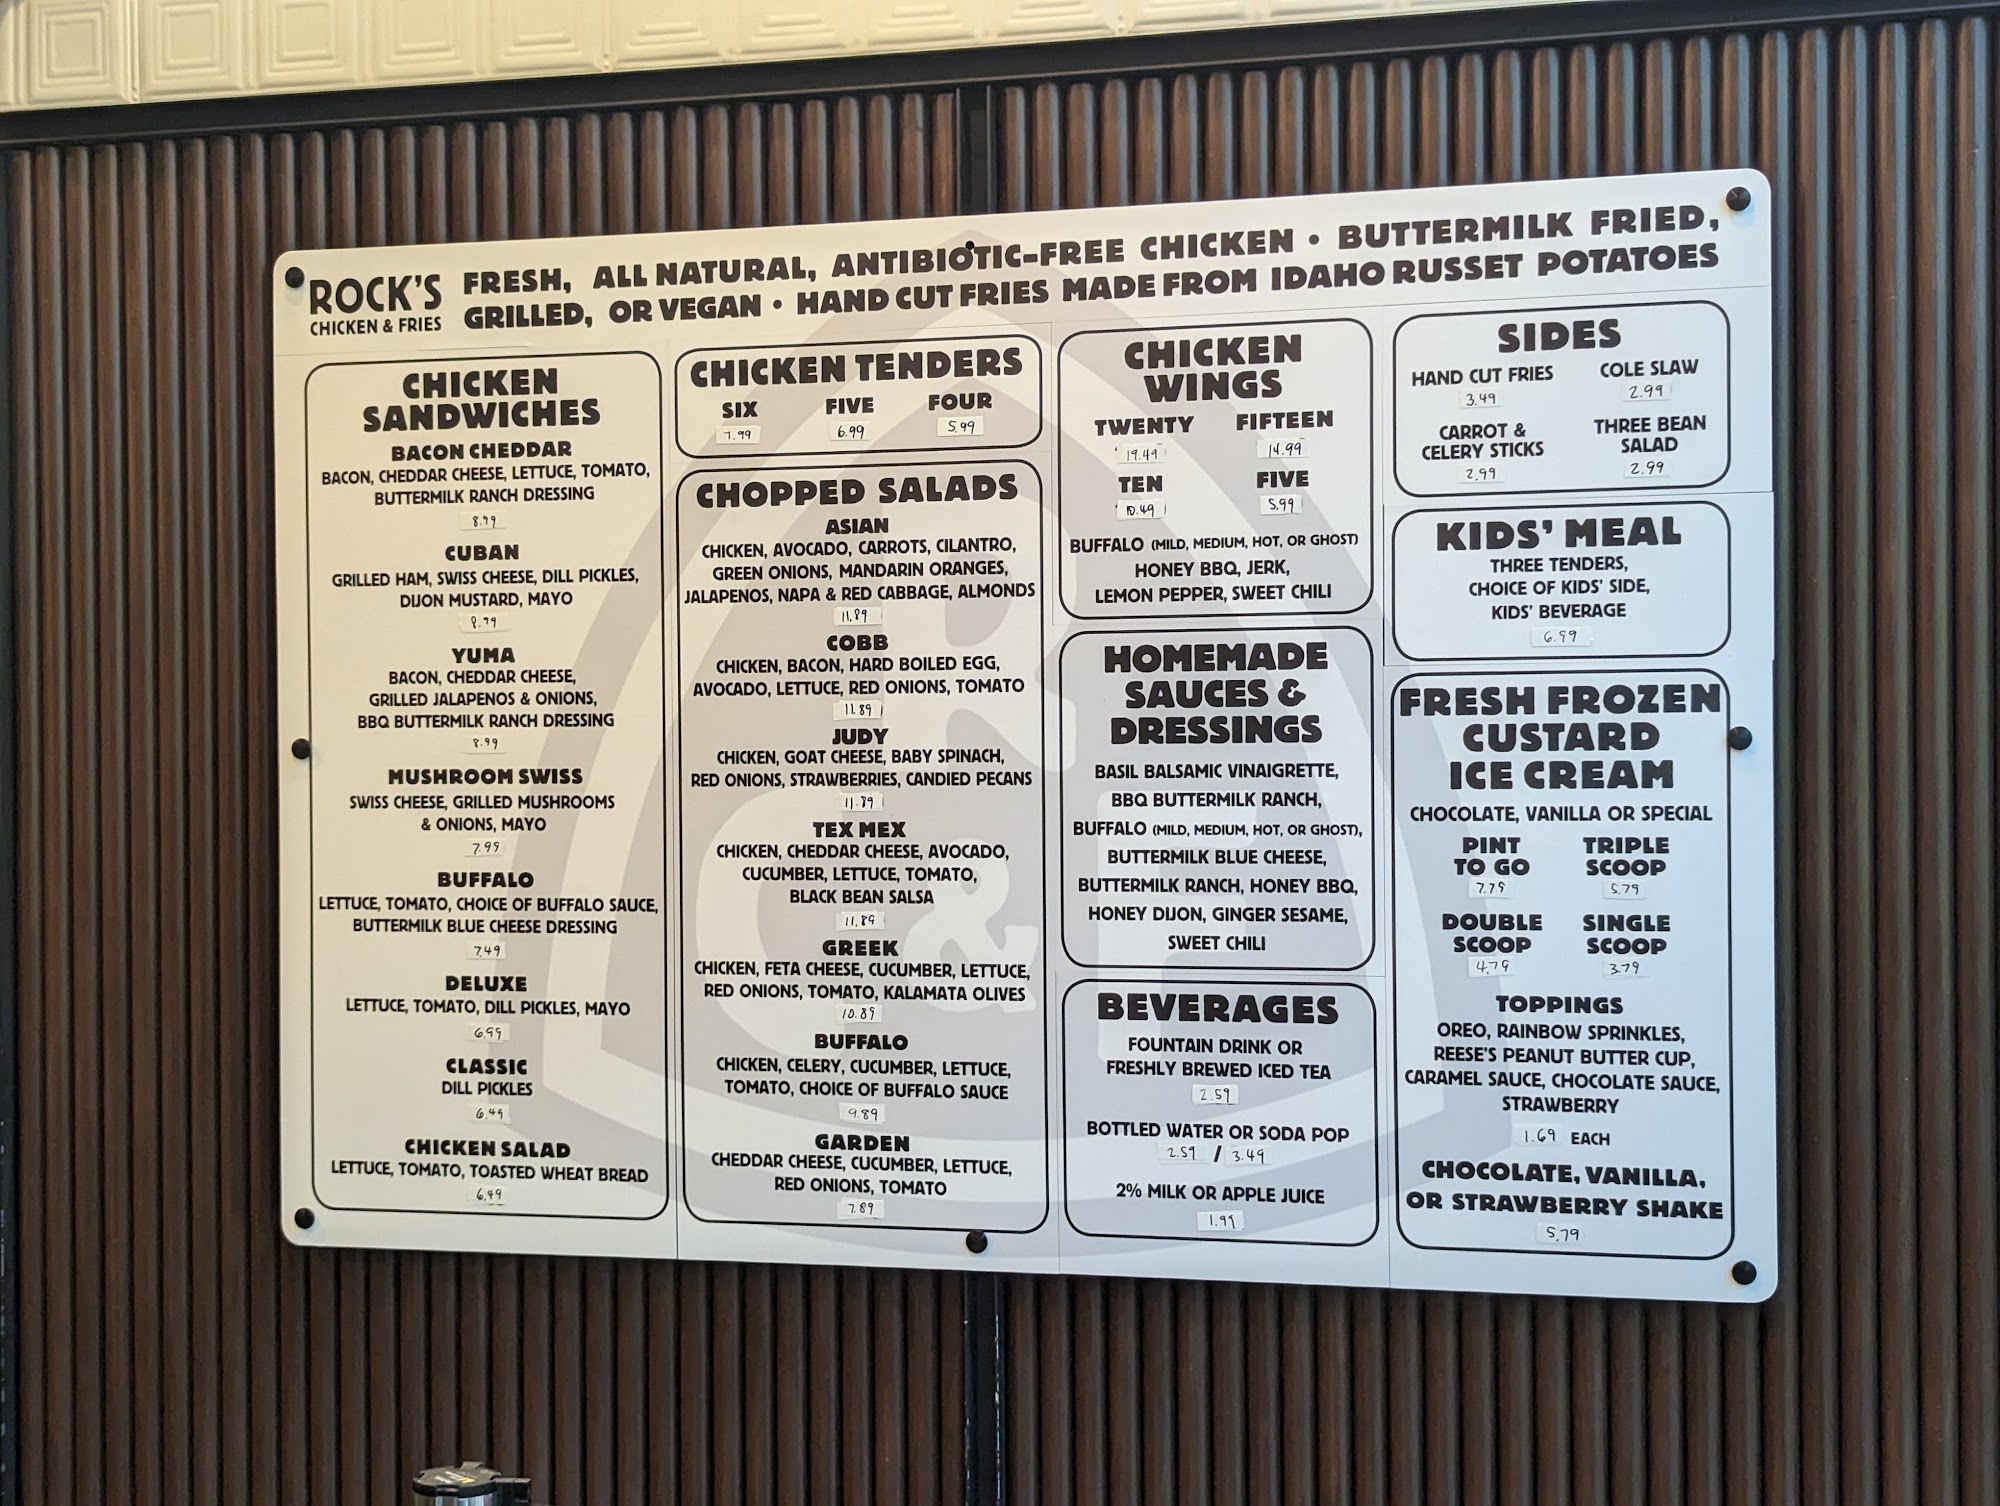 ROCK'S
CHICKEN & FRIES
FRESH, ALL NATURAL, ANTIBIOTIC-FREE CHICKEN • BUTTERMILK FRIED,
GRILLED, OR VEGAN • HAND CUT FRIES MADE FROM IDAHO RUSSET POTATOES
CHICKEN
SANDWICHES
BACON CHEDDAR
BACON, CHEDDAR CHEESE, LETTUCE, TOMATO,
BUTTERMILK RANCH DRESSING
8.99
CUBAN
GRILLED HAM, SWISS CHEESE, DILL PICKLES,
DIJON MUSTARD, MAYO
8.99
YUMA
BACON, CHEDDAR CHEESE,
GRILLED JALAPENOS & ONIONS,
BBQ BUTTERMILK RANCH DRESSING
8.99
MUSHROOM SWISS
SWISS CHEESE, GRILLED MUSHROOMS
& ONIONS, MAYO
7.99
BUFFALO
LETTUCE, TOMATO, CHOICE OF BUFFALO SAUCE,
BUTTERMILK BLUE CHEESE DRESSING
7.49
DELUXE
LETTUCE, TOMATO, DILL PICKLES, MAYO
6.99
CLASSIC
DILL PICKLES
6.49
CHICKEN SALAD
LETTUCE, TOMATO, TOASTED WHEAT BREAD
6.49
CHICKEN TENDERS
SIX FIVE FOUR
7.99 6.99 5.99
CHOPPED SALADS
ASIAN
CHICKEN, AVOCADO, CARROTS, CILANTRO,
GREEN ONIONS, MANDARIN ORANGES,
JALAPENOS, NAPA & RED CABBAGE, ALMONDS
11.89
COBB
CHICKEN, BACON, HARD BOILED EGG,
AVOCADO, LETTUCE, RED ONIONS, TOMATO
11.89
JUDY
CHICKEN, GOAT CHEESE, BABY SPINACH,
RED ONIONS, STRAWBERRIES, CANDIED PECANS
11.89
TEX MEX
CHICKEN, CHEDDAR CHEESE, AVOCADO,
CUCUMBER, LETTUCE, TOMATO,
BLACK BEAN SALSA
11.89
GREEK
CHICKEN, FETA CHEESE, CUCUMBER, LETTUCE,
RED ONIONS, TOMATO, KALAMATA OLIVES
10.89
BUFFALO
CHICKEN, CELERY, CUCUMBER, LETTUCE,
TOMATO, CHOICE OF BUFFALO SAUCE
9.89
GARDEN
CHEDDAR CHEESE, CUCUMBER, LETTUCE,
RED ONIONS, TOMATO
7.89
CHICKEN
WINGS
TWENTY FIFTEEN
19.49 14.99
TEN FIVE
10.49 5.99
BUFFALO (MILD, MEDIUM, HOT, OR GHOST)
HONEY BBQ, JERK,
LEMON PEPPER, SWEET CHILI
HOMEMADE
SAUCES &
DRESSINGS
BASIL BALSAMIC VINAIGRETTE,
BBQ BUTTERMILK RANCH,
BUFFALO (MILD, MEDIUM, HOT, OR GHOST),
BUTTERMILK BLUE CHEESE,
BUTTERMILK RANCH, HONEY BBQ,
HONEY DIJON, GINGER SESAME,
SWEET CHILI
BEVERAGES
FOUNTAIN DRINK OR
FRESHLY BREWED ICED TEA
2.59
BOTTLED WATER OR SODA POP
2.59 / 3.49
2% MILK OR APPLE JUICE
1.99
SIDES
HAND CUT FRIES COLE SLAW
3.49 2.99
CARROT & CELERY STICKS THREE BEAN SALAD
2.99 2.99
KIDS' MEAL
THREE TENDERS,
CHOICE OF KIDS' SIDE,
KIDS' BEVERAGE
6.99
FRESH FROZEN
CUSTARD
ICE CREAM
CHOCOLATE, VANILLA OR SPECIAL
PINT TRIPLE
TO GO SCOOP
7.79 5.79
DOUBLE SINGLE
SCOOP SCOOP
4.79 3.79
TOPPINGS
OREO, RAINBOW SPRINKLES,
REESE'S PEANUT BUTTER CUP,
CARAMEL SAUCE, CHOCOLATE SAUCE,
STRAWBERRY
1.69 EACH
CHOCOLATE, VANILLA,
OR STRAWBERRY SHAKE
5.79
R
C&F